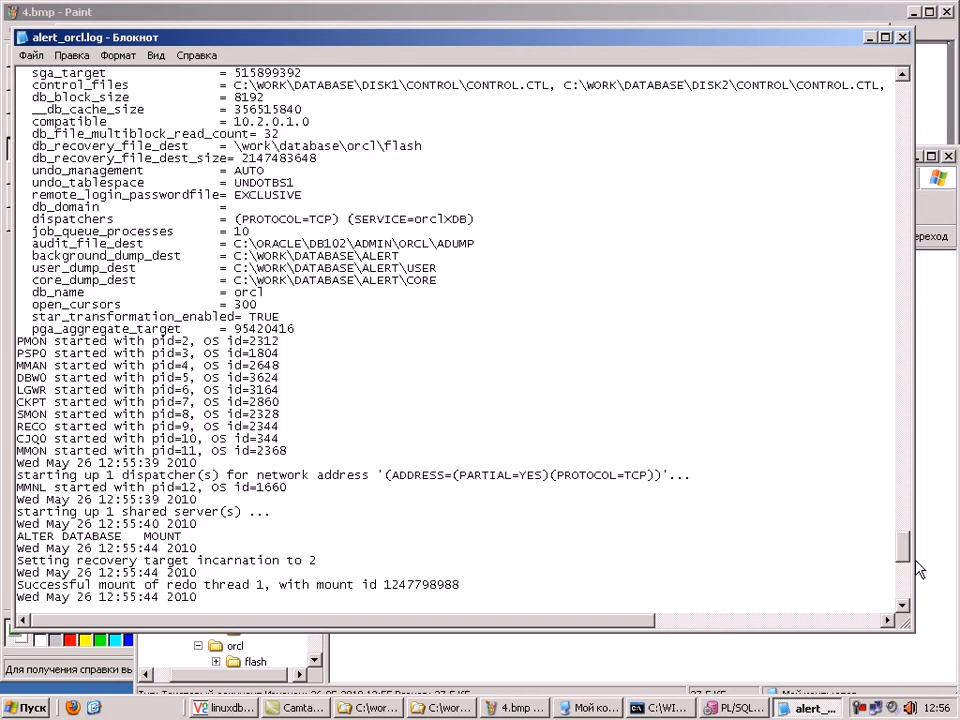 4.bmp - Paint
alert_orcl.log - Блокнот
Файл Правка Формат Вид Справка
sga_target = 515899392
control_files = C:\WORK\DATABASE\DISK1\CONTROL\CONTROL.CTL, C:\WORK\DATABASE\DISK2\CONTROL\CONTROL.CTL,
db_block_size = 8192
__db_cache_size = 356515840
compatible = 10.2.0.1.0
db_file_multiblock_read_count= 32
db_recovery_file_dest = \work\database\orcl\flash
db_recovery_file_dest_size= 2147483648
undo_management = AUTO
undo_tablespace = UNDOTBS1
remote_login_passwordfile= EXCLUSIVE
db_domain =
dispatchers = (PROTOCOL=TCP) (SERVICE=orclXDB)
job_queue_processes = 10
audit_file_dest = C:\ORACLE\DB102\ADMIN\ORCL\ADUMP
background_dump_dest = C:\WORK\DATABASE\ALERT
user_dump_dest = C:\WORK\DATABASE\ALERT\USER
core_dump_dest = C:\WORK\DATABASE\ALERT\CORE
db_name = orcl
open_cursors = 300
star_transformation_enabled= TRUE
pga_aggregate_target = 95420416
PMON started with pid=2, OS id=2312
PSP0 started with pid=3, OS id=1804
MMAN started with pid=4, OS id=2648
DBW0 started with pid=5, OS id=3624
LGWR started with pid=6, OS id=3164
CKPT started with pid=7, OS id=2860
SMON started with pid=8, OS id=2328
RECO started with pid=9, OS id=2344
CJQ0 started with pid=10, OS id=344
MMON started with pid=11, OS id=2368
Wed May 26 12:55:39 2010
starting up 1 dispatcher(s) for network address '(ADDRESS=(PARTIAL=YES)(PROTOCOL=TCP))'...
MMNL started with pid=12, OS id=1660
Wed May 26 12:55:39 2010
starting up 1 shared server(s) ...
Wed May 26 12:55:40 2010
ALTER DATABASE MOUNT
Wed May 26 12:55:44 2010
Setting recovery target incarnation to 2
Wed May 26 12:55:44 2010
Successful mount of redo thread 1, with mount id 1247798988
Wed May 26 12:55:44 2010
ереход
orcl
flash
Для получения справки вы
Пуск linuxdb... Camta... C:\wor... C:\wor... 4.bmp ... Мой ко... C:\WI... PL/SQ... alert_... 12:56